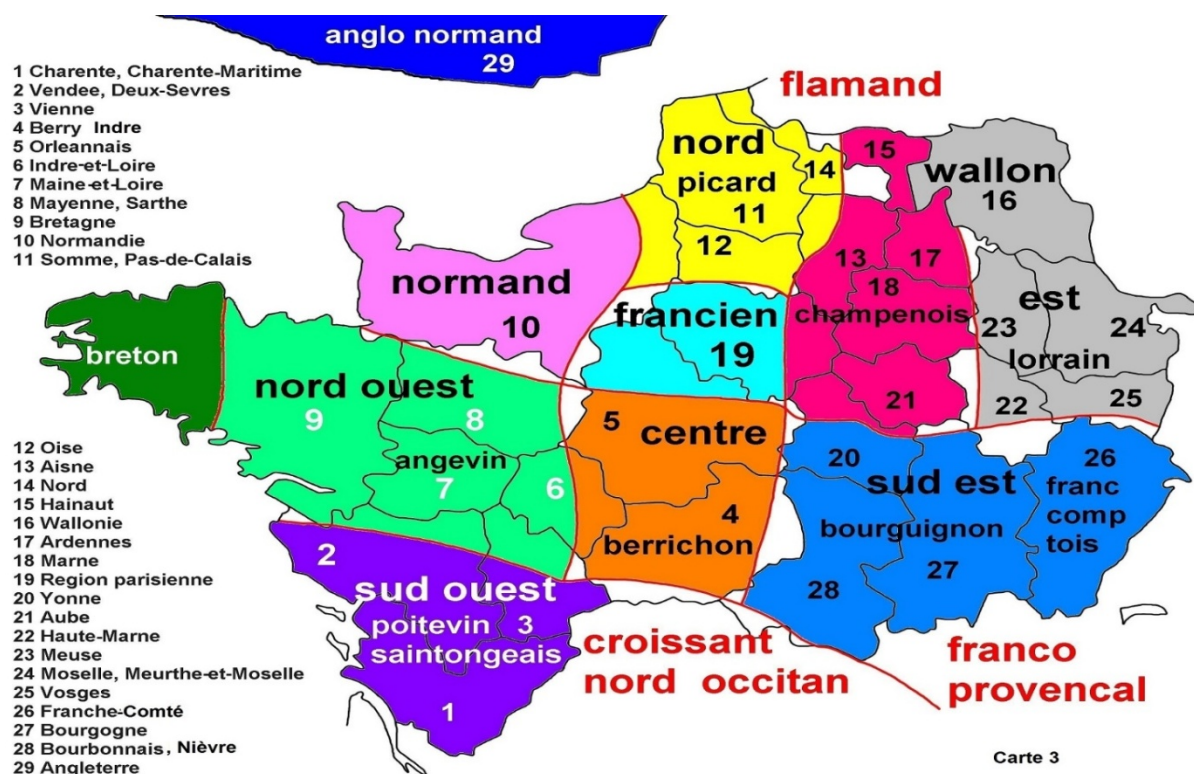 anglo normand
29
1 Charente, Charente-Maritime
2 Vendee, Deux-Sevres
3 Vienne
4 Berry Indre
5 Orleannais
6 Indre-et-Loire
7 Maine-et-Loire
8 Mayenne, Sarthe
9 Bretagne
10 Normandie
11 Somme, Pas-de-Calais
flamand
nord
picard
11
14
12
15
wallon
16
13
17
18
champenois
21
normand
10
francien
19
est
23
24
lorrain
22
25
breton
nord ouest
9
8
angevin
7
6
5
centre
4
berrichon
20
sud est
bourguignon
26
franc
comp
tois
27
28
2
sud ouest
poitevin
3
saintongeais
1
croissant
nord occitan
franco
provencal
12 Oise
13 Aisne
14 Nord
15 Hainaut
16 Wallonie
17 Ardennes
18 Marne
19 Region parisienne
20 Yonne
21 Aube
22 Haute-Marne
23 Meuse
24 Moselle, Meurthe-et-Moselle
25 Vosges
26 Franche-Comté
27 Bourgogne
28 Bourbonnais, Nièvre
29 Angleterre
Carte 3